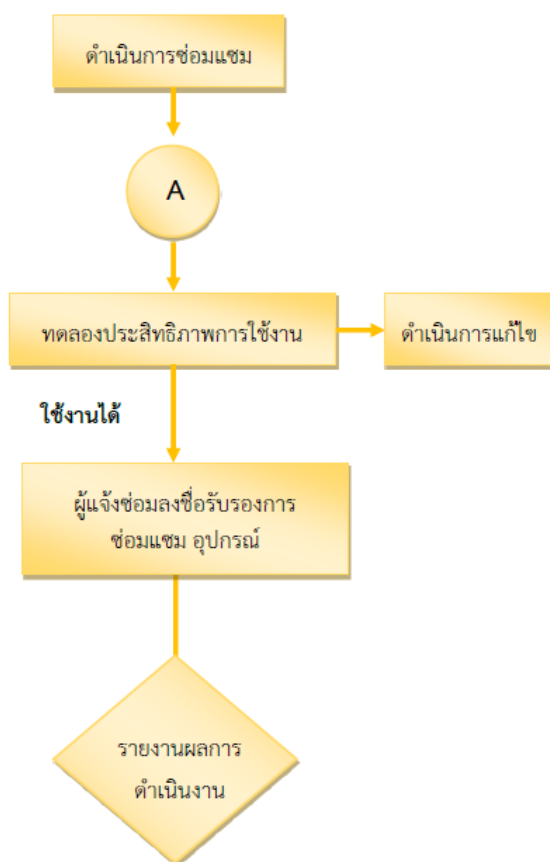 ดำเนินการซ่อมแซม
A
ทดลองประสิทธิภาพการใช้งาน
ดำเนินการแก้ไข
ใช้งานได้
ผู้แจ้งซ่อมลงชื่อรับรองการ
ซ่อมแซม อุปกรณ์
รายงานผลการ
ดำเนินงาน